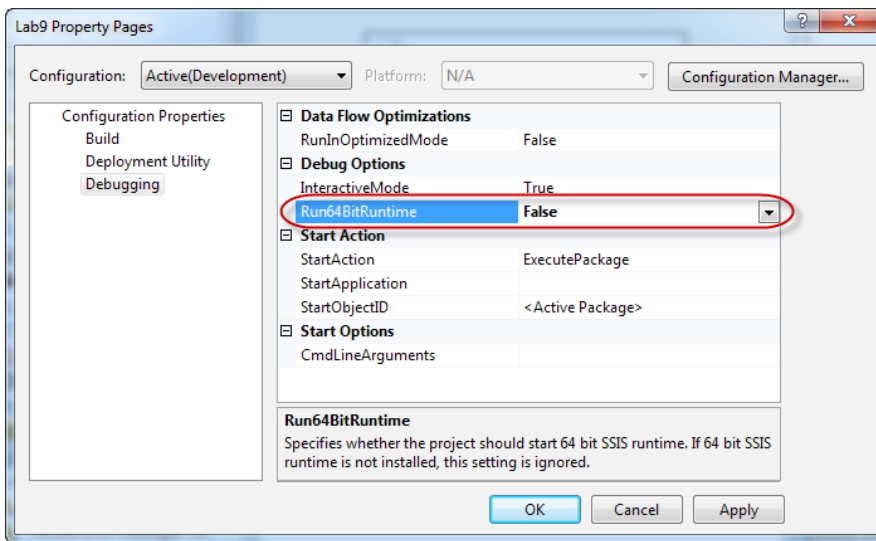 Lab9 Property Pages
Configuration: Active(Development) Platform: N/A Configuration Manager...
Configuration Properties
Build
Deployment Utility
Debugging
Data Flow Optimizations
RunInOptimizedMode False
Debug Options
InteractiveMode True
Run64BitRuntime False
Start Action
StartAction ExecutePackage
StartApplication
StartObjectID <Active Package>
Start Options
CmdLineArguments
Run64BitRuntime
Specifies whether the project should start 64 bit SSIS runtime. If 64 bit SSIS
runtime is not installed, this setting is ignored.
OK Cancel Apply